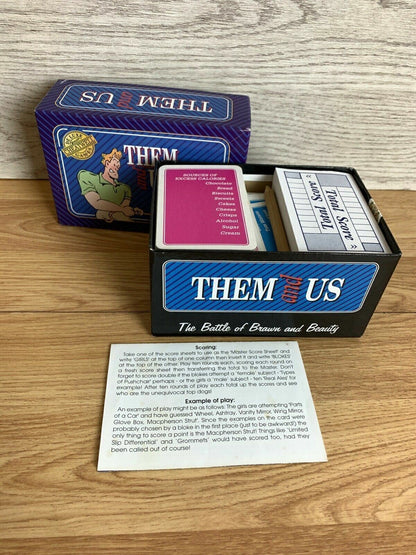 THEM and US
THEM
SOURCES OF
EXCESS CALORIES
Chocolate
Bread
Biscuits
Sweets
Cakes
Cheese
Crisps
Alcohol
Sugar
Cream
Total Score
Total Score
THEM and US
The Battle of Brawn and Beauty
Scoring:
Take one of the score sheets to use as the 'Master Score Sheet' and
write 'GIRLS' at the top of one column then insert it and write 'BLOKES'
at the top of the other. Play ten rounds each, scoring each round on
a fresh score sheet then transferring the total to the Master. Don't
forget to score double if the blokes attempt a 'female' subject - 'Types
of Pushchair' perhaps - or the girls a 'male' subject - 'ten Real Ales' for
example! After ten rounds of play each total up the scores and see
who are the unequivocal top dogs!
Example of play:
An example of play might be as follows: The girls are attempting 'Parts
of a Car' and have guessed 'Wheel, Ashtray, Vanity Mirror, Wing Mirror,
Glove Box, Macpherson Strut'. Since the examples on the card were
probably chosen by a bloke in the first place (just to be awkward!) the
only thing to score a point is the Macpherson Strut! Things like 'Limited
Slip Differential' and 'Grommets' would have scored too, had they
been called out of course!